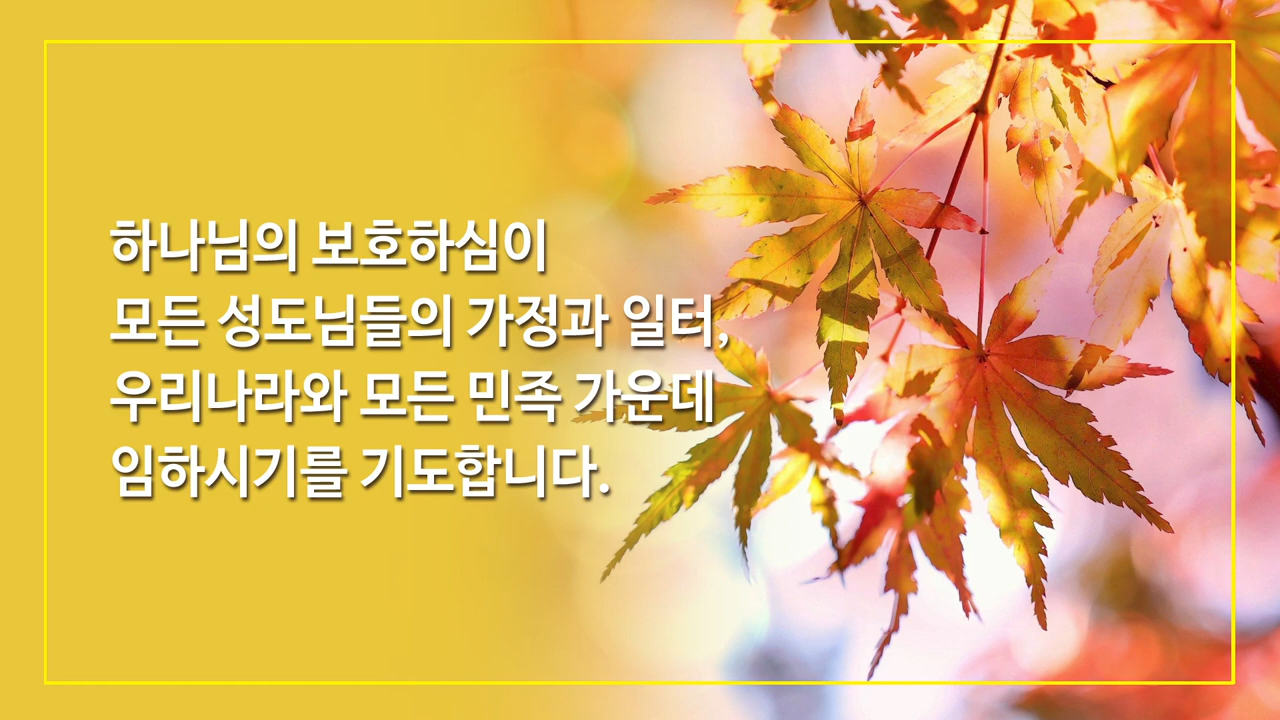 하나님의 보호하심이
모든 성도님들의 가정과 일터,
우리나라와 모든 민족 가운데
임하시기를 기도합니다.